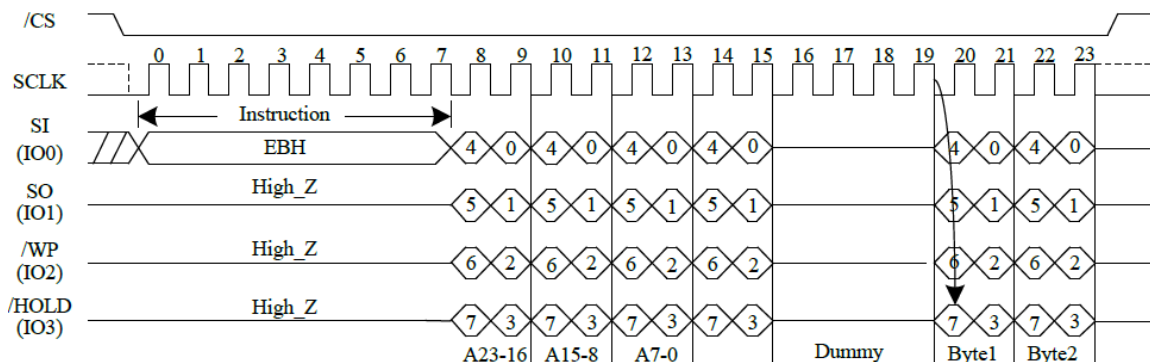 /CS
0 1 2 3 4 5 6 7 8 9 10 11 12 13 14 15 16 17 18 19 20 21 22 23
SCLK
SI
(IO0)
Instruction
EBH
4 0 4 0 4 0 4 0 4 0 4 0
SO
(IO1)
High_Z
5 1 5 1 5 1 5 1 5 1 5 1
/WP
(IO2)
High_Z
6 2 6 2 6 2 6 2 6 2 6 2
/HOLD
(IO3)
High_Z
7 3 7 3 7 3 7 3 7 3 7 3
A23-16 A15-8 A7-0 Dummy Byte1 Byte2